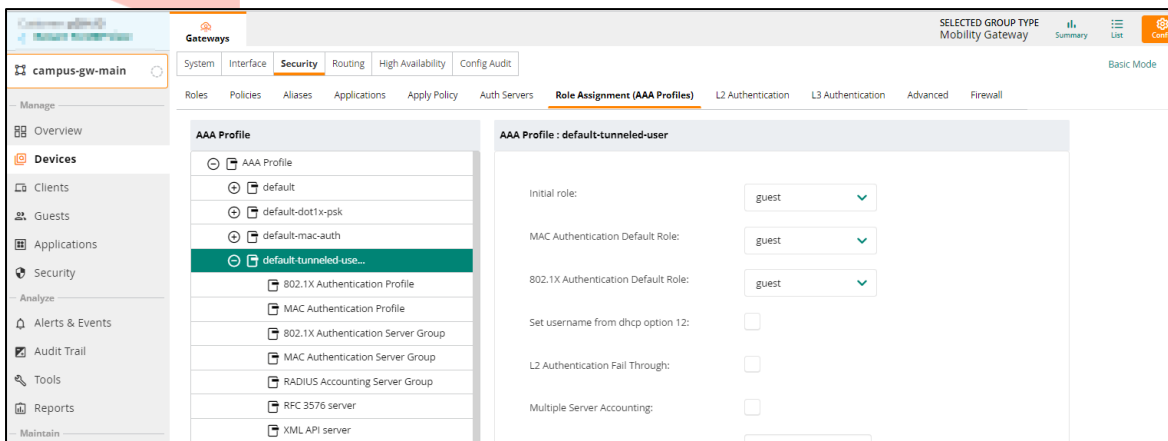 Gateways
SELECTED GROUP TYPE
Mobility Gateway
Summary
List
Config
campus-gw-main
System Interface Security Routing High Availability Config Audit
Basic Mode
Roles Policies Aliases Applications Apply Policy Auth Servers Role Assignment (AAA Profiles) L2 Authentication L3 Authentication Advanced Firewall
Manage
Overview
Devices
Clients
Guests
Applications
Security
Analyze
Alerts & Events
Audit Trail
Tools
Reports
Maintain
AAA Profile
AAA Profile
default
default-dot1x-psk
default-mac-auth
default-tunneled-use...
802.1X Authentication Profile
MAC Authentication Profile
802.1X Authentication Server Group
MAC Authentication Server Group
RADIUS Accounting Server Group
RFC 3576 server
XML API server
AAA Profile : default-tunneled-user
Initial role: guest
MAC Authentication Default Role: guest
802.1X Authentication Default Role: guest
Set username from dhcp option 12:
L2 Authentication Fail Through:
Multiple Server Accounting: